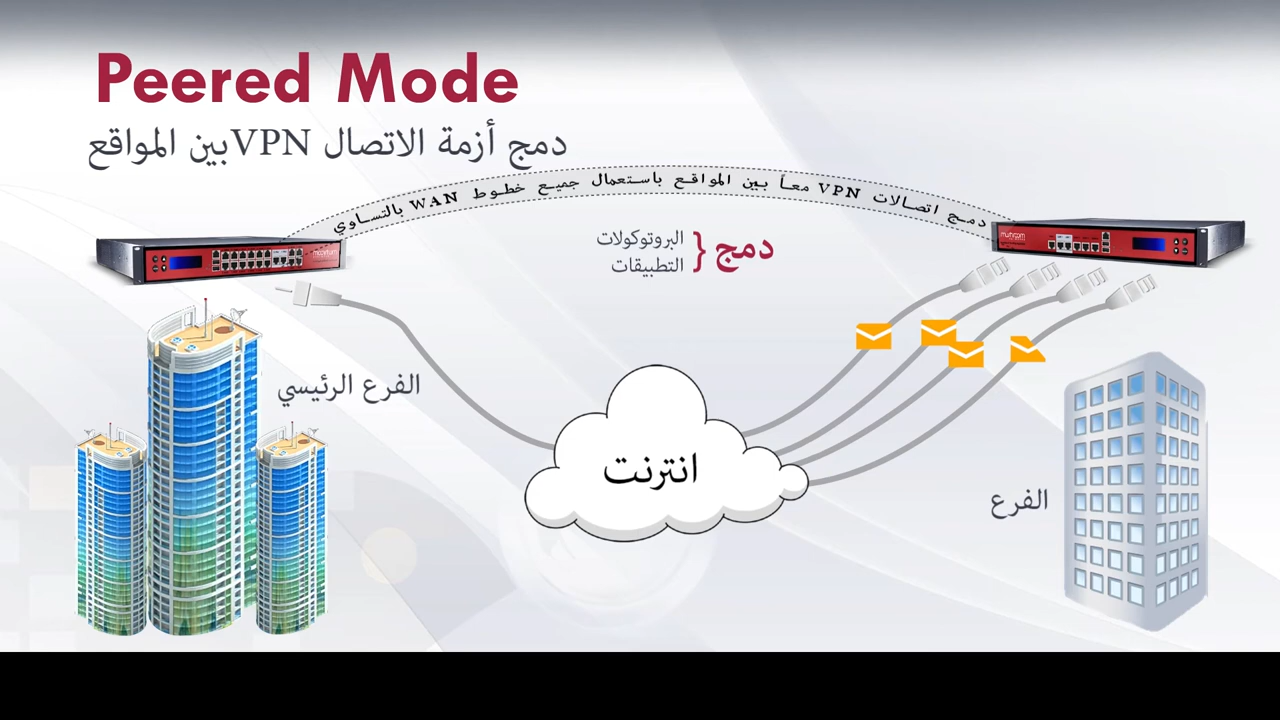 Peered Mode
دمج أزمة الاتصال VPNبين المواقع
دمج اتصالات VPN معاً بين المواقع باستعمال جميع خطوط WAN بالتساوي
دمج { البروتوكولات
التطبيقات
mushroom
الفرع الرئيسي
انترنت
الفرع